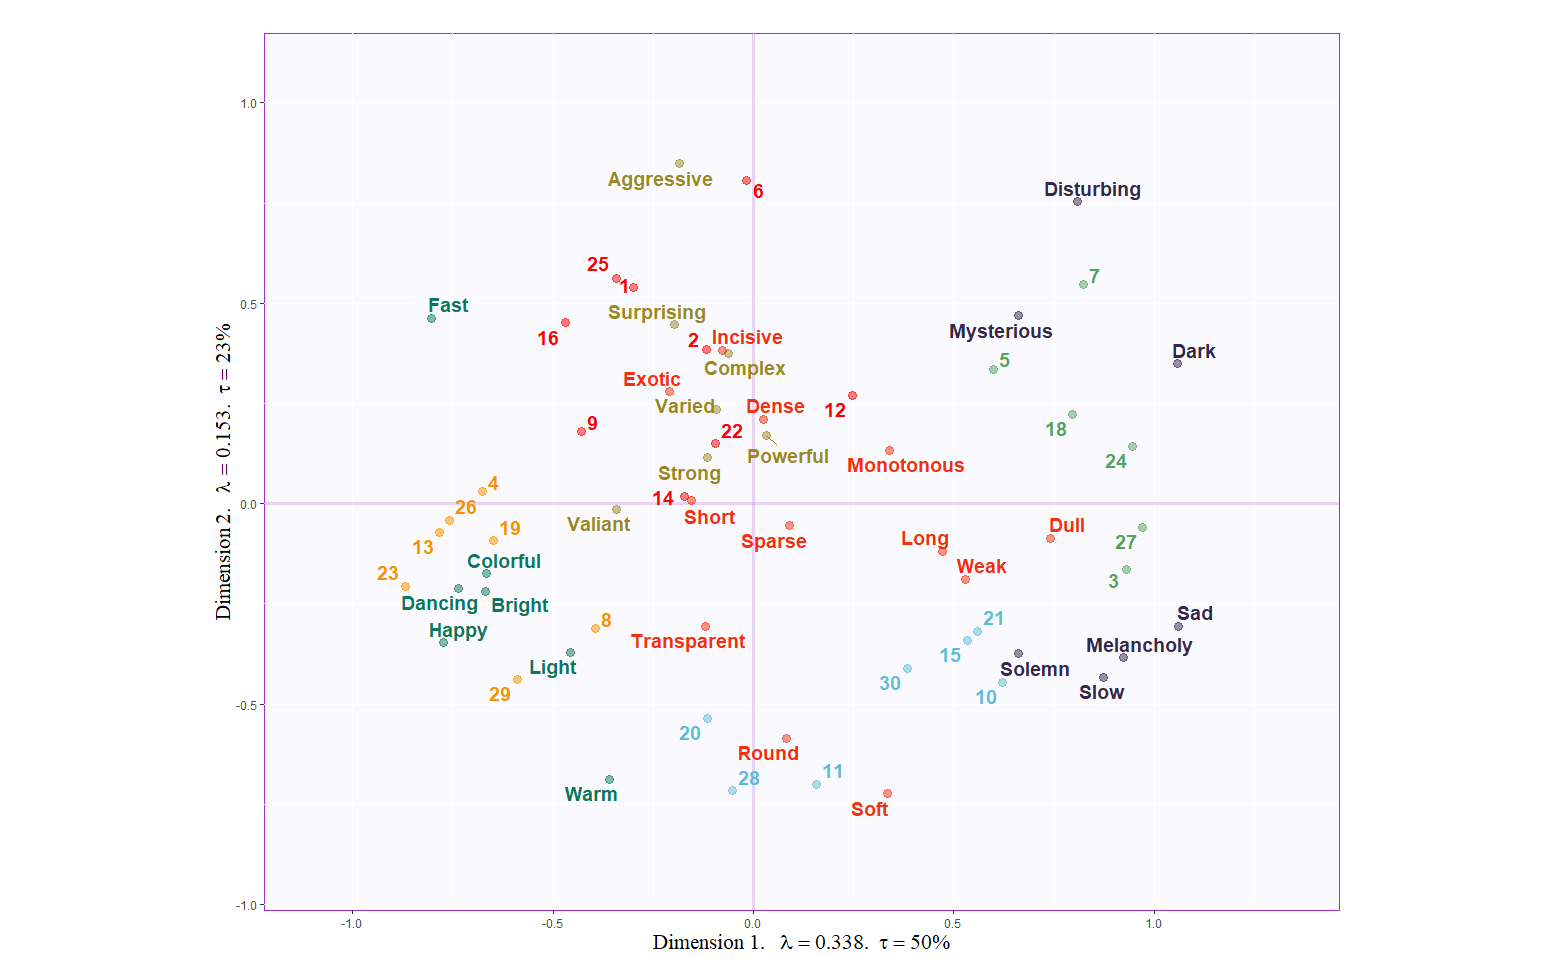 1.0
Aggressive
6
Disturbing
25
1
7
0.5
Fast
Surprising
16
2
Incisive
Mysterious
Dark
Complex
5
Exotic
Varied
Dense
12
9
22
18
Powerful
Strong
Monotonous
24
4
0.0
14
26
Short
Valiant
19
13
Sparse
Long
Dull
27
Colorful
Weak
23
3
Dancing
Bright
Happy
8
21
Sad
Transparent
Melancholy
15
Light
Solemn
30
29
10
Slow
-0.5
20
Round
11
28
Warm
Soft
-1.0
-1.0
-0.5
0.0
0.5
1.0
Dimension 1. λ = 0.338. τ = 50%
Dimension 2. λ = 0.153. τ = 23%